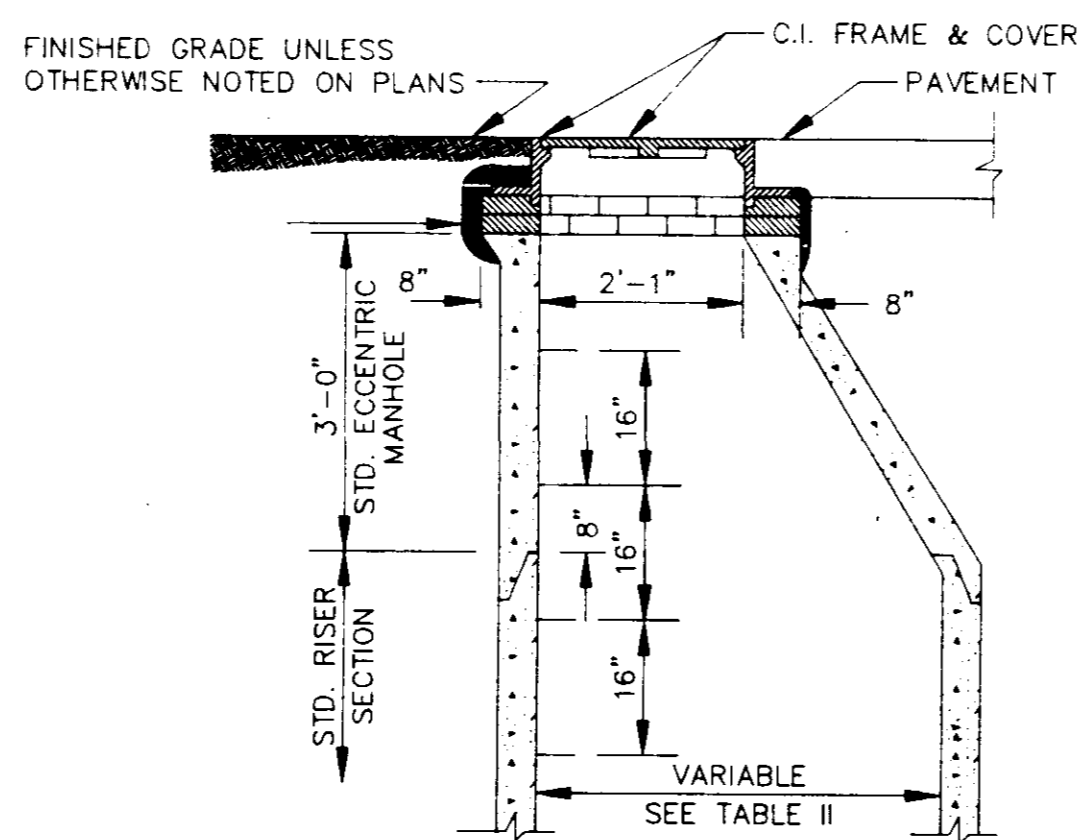 FINISHED GRADE UNLESS
OTHERWISE NOTED ON PLANS
C.I. FRAME & COVER
PAVEMENT
8"
2'-1"
8"
3'-0"
STD. ECCENTRIC
MANHOLE
16"
8"
16"
16"
STD. RISER
SECTION
VARIABLE
SEE TABLE II